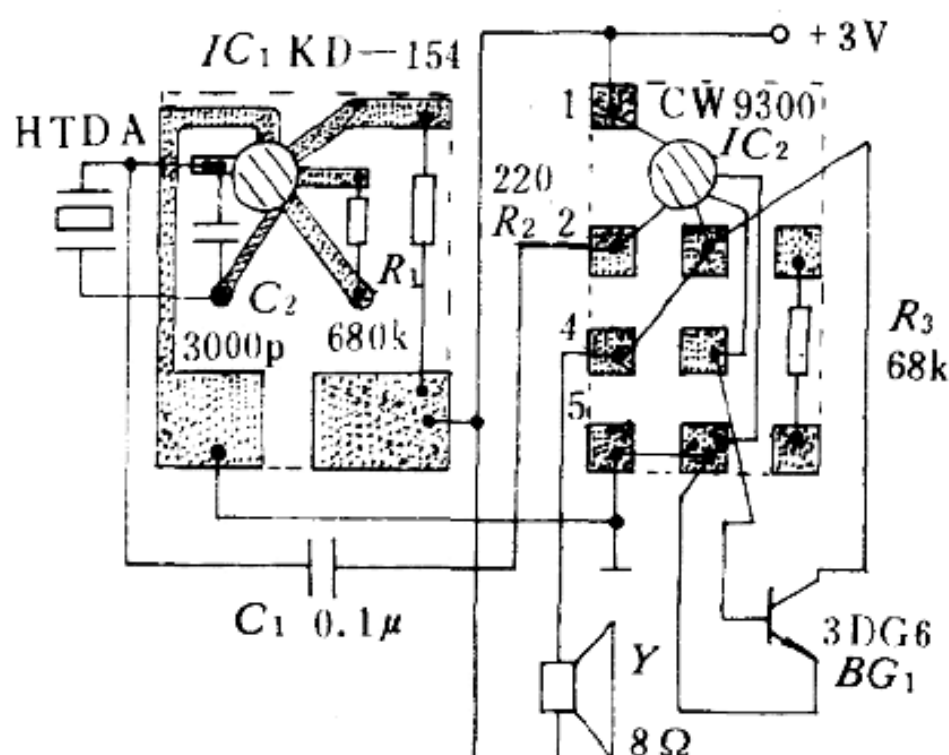 IC₁ KD—154
+3V
HTDA
1
CW9300
IC₂
220
R₂ 2
C₂
R₁
3000p
680k
4
R₃
68k
5
C₁ 0.1μ
Y
8Ω
3DG6
BG₁